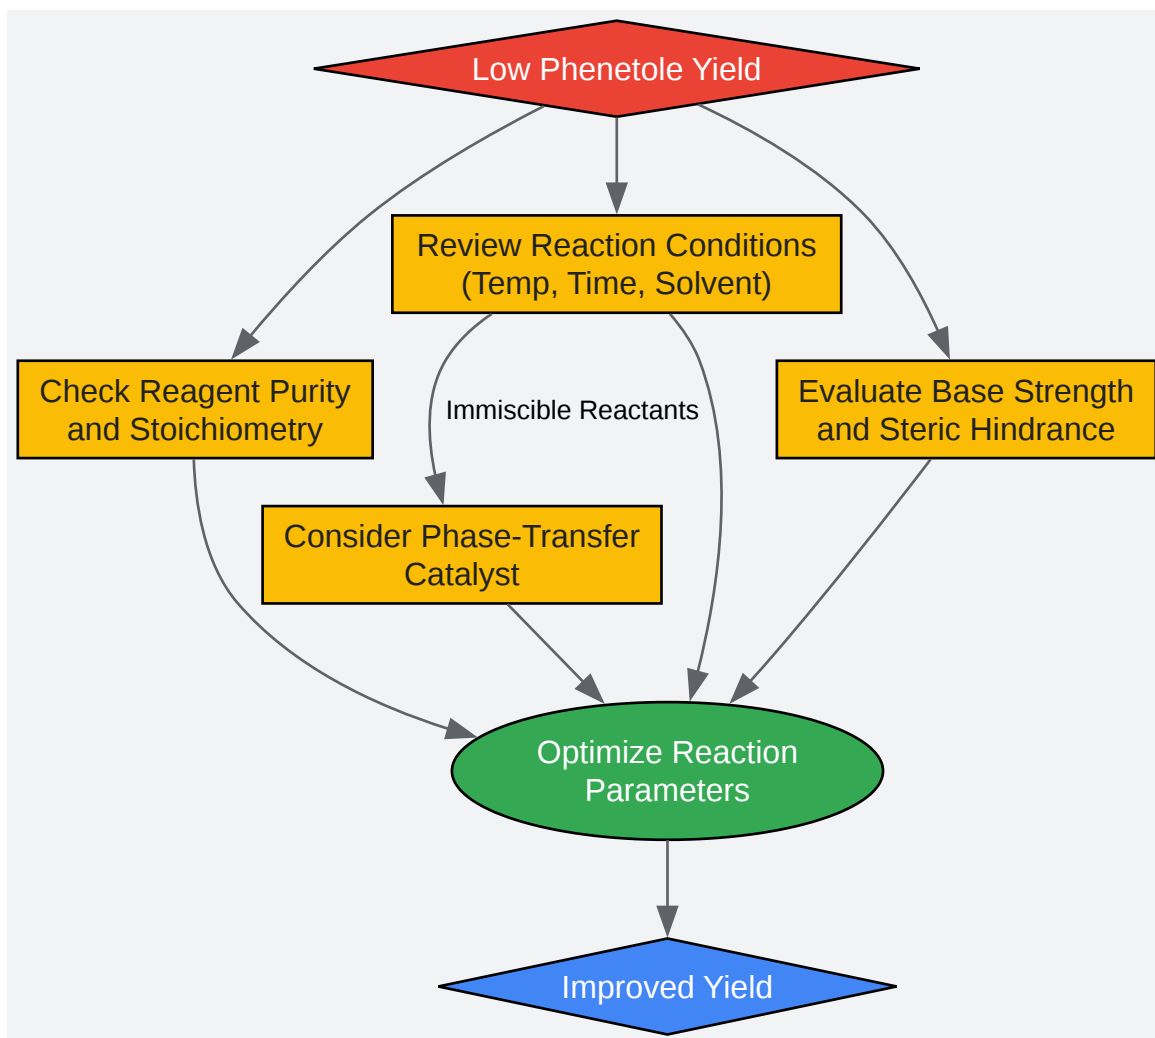 Low Phenetole Yield
Review Reaction Conditions
(Temp, Time, Solvent)
Check Reagent Purity
and Stoichiometry
Immiscible Reactants
Evaluate Base Strength
and Steric Hindrance
Consider Phase-Transfer
Catalyst
Optimize Reaction
Parameters
Improved Yield